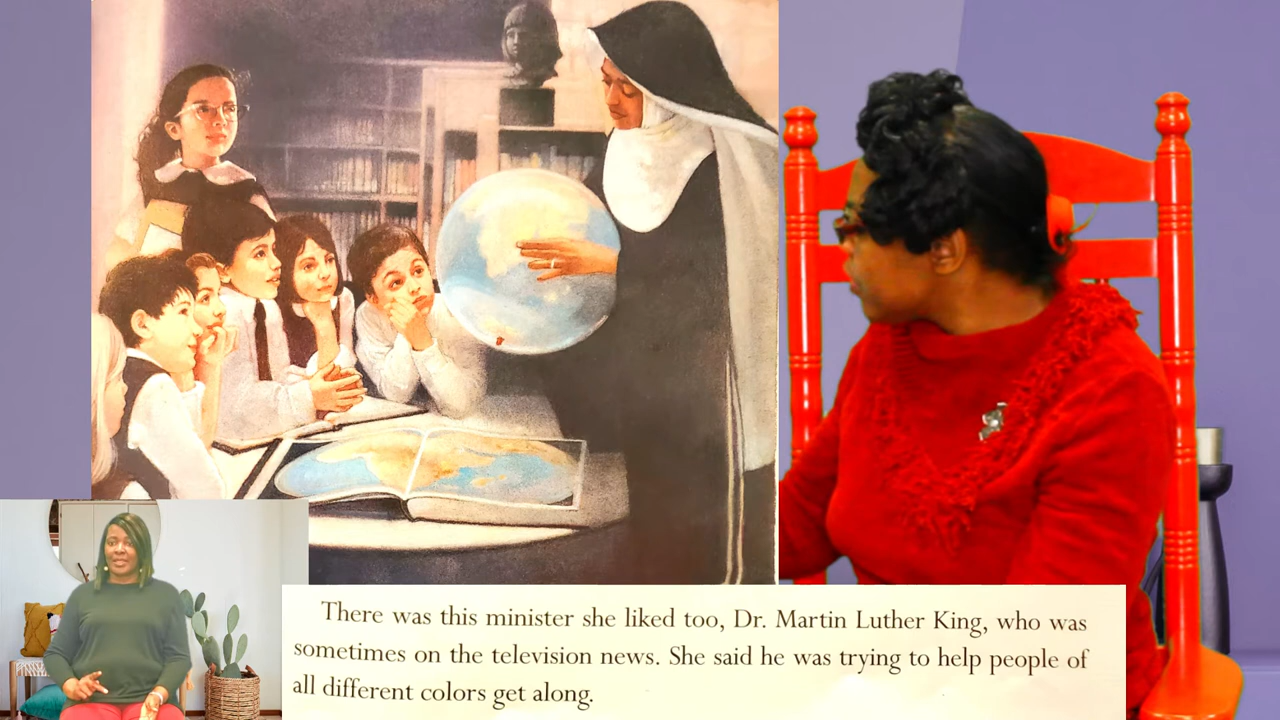 There was this minister she liked too, Dr. Martin Luther King, who was
sometimes on the television news. She said he was trying to help people of
all different colors get along.